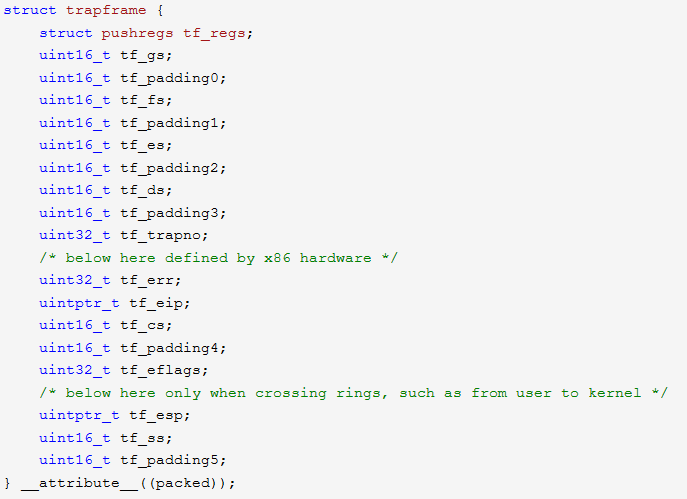 struct trapframe {
    struct pushregs tf_regs;
    uint16_t tf_gs;
    uint16_t tf_padding0;
    uint16_t tf_fs;
    uint16_t tf_padding1;
    uint16_t tf_es;
    uint16_t tf_padding2;
    uint16_t tf_ds;
    uint16_t tf_padding3;
    uint32_t tf_trapno;
    /* below here defined by x86 hardware */
    uint32_t tf_err;
    uintptr_t tf_eip;
    uint16_t tf_cs;
    uint16_t tf_padding4;
    uint32_t tf_eflags;
    /* below here only when crossing rings, such as from user to kernel */
    uintptr_t tf_esp;
    uint16_t tf_ss;
    uint16_t tf_padding5;
} __attribute__((packed));